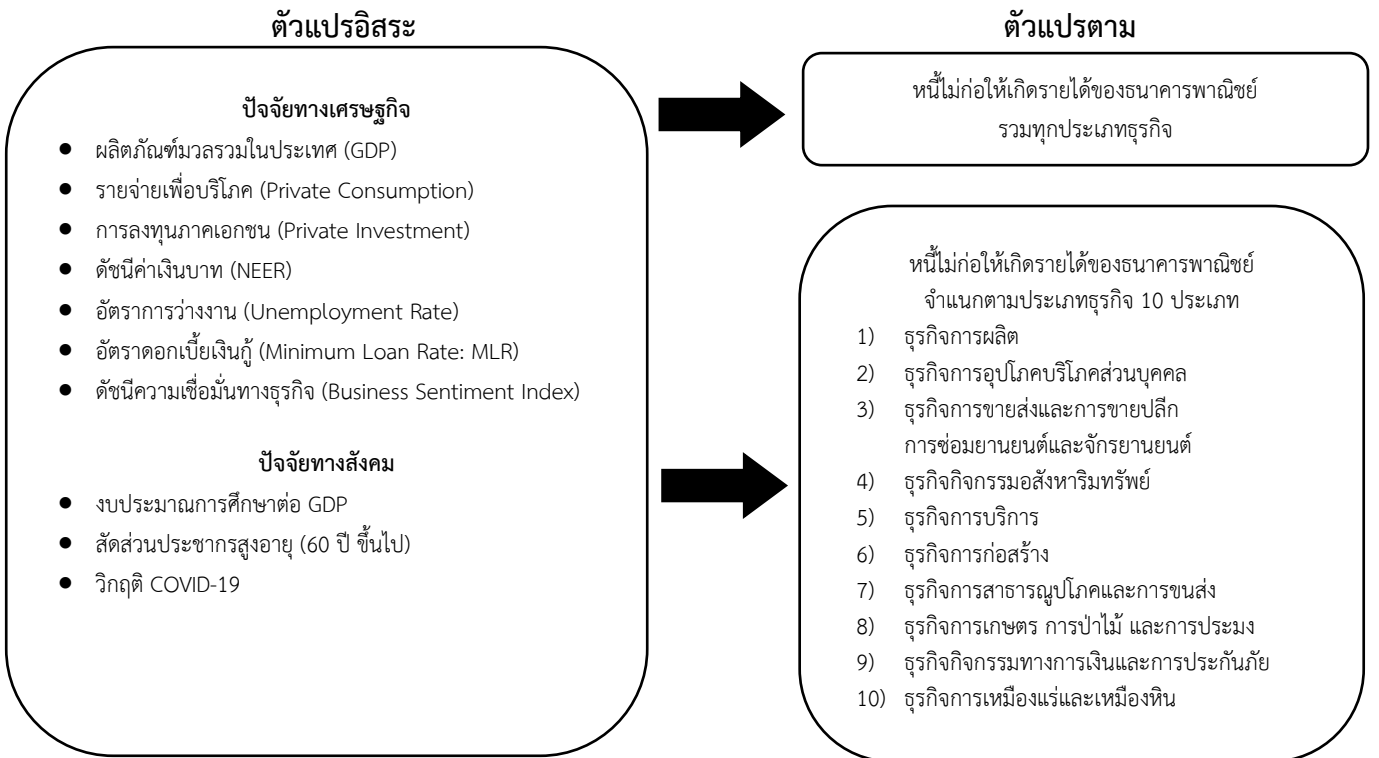 ตัวแปรอิสระ
ปัจจัยทางเศรษฐกิจ
● ผลิตภัณฑ์มวลรวมในประเทศ (GDP)
● รายจ่ายเพื่อบริโภค (Private Consumption)
● การลงทุนภาคเอกชน (Private Investment)
● ดัชนีค่าเงินบาท (NEER)
● อัตราการว่างงาน (Unemployment Rate)
● อัตราดอกเบี้ยเงินกู้ (Minimum Loan Rate: MLR)
● ดัชนีความเชื่อมั่นทางธุรกิจ (Business Sentiment Index)
ปัจจัยทางสังคม
● งบประมาณการศึกษาต่อ GDP
● สัดส่วนประชากรสูงอายุ (60 ปี ขึ้นไป)
● วิกฤติ COVID-19
ตัวแปรตาม
หนี้ไม่ก่อให้เกิดรายได้ของธนาคารพาณิชย์
รวมทุกประเภทธุรกิจ
หนี้ไม่ก่อให้เกิดรายได้ของธนาคารพาณิชย์
จำแนกตามประเภทธุรกิจ 10 ประเภท
1) ธุรกิจการผลิต
2) ธุรกิจการอุปโภคบริโภคส่วนบุคคล
3) ธุรกิจการขายส่งและการขายปลีก
การซ่อมยานยนต์และจักรยานยนต์
4) ธุรกิจกิจกรรมอสังหาริมทรัพย์
5) ธุรกิจการบริการ
6) ธุรกิจการก่อสร้าง
7) ธุรกิจการสาธารณูปโภคและการขนส่ง
8) ธุรกิจการเกษตร การป่าไม้ และการประมง
9) ธุรกิจกิจกรรมทางการเงินและการประกันภัย
10) ธุรกิจการเหมืองแร่และเหมืองหิน